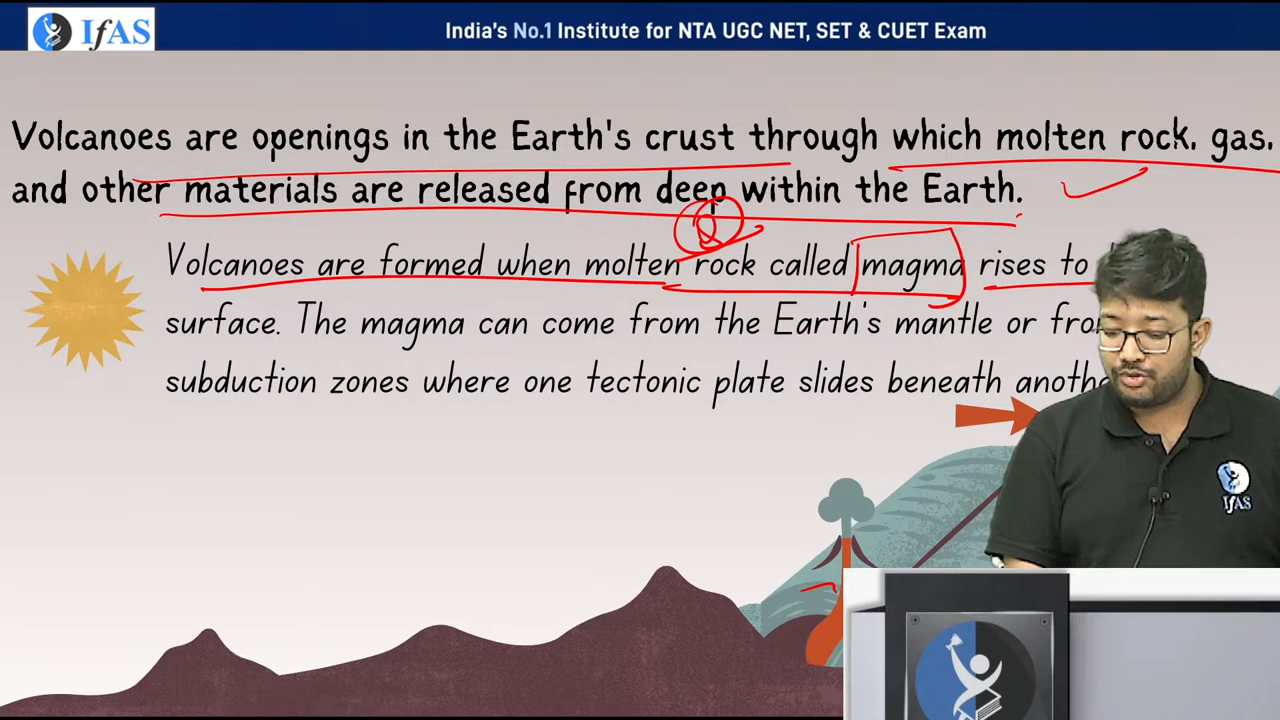 IfAS
India's No.1 Institute for NTA UGC NET, SET & CUET Exam
Volcanoes are openings in the Earth's crust through which molten rock, gas,
and other materials are released from deep within the Earth.
Volcanoes are formed when molten rock called magma rises to
surface. The magma can come from the Earth's mantle or
subduction zones where one tectonic plate slides beneath
IfAS